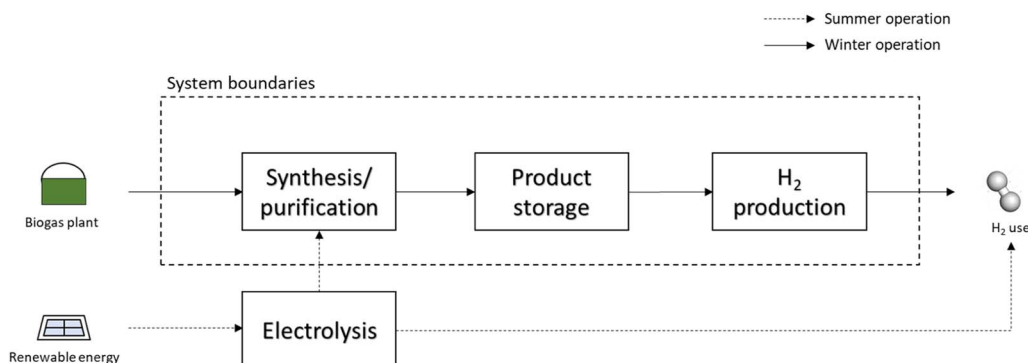 Summer operation
Winter operation
System boundaries
Synthesis/
purification
Product
storage
H₂
production
Biogas plant
H₂ use
Electrolysis
Renewable energy